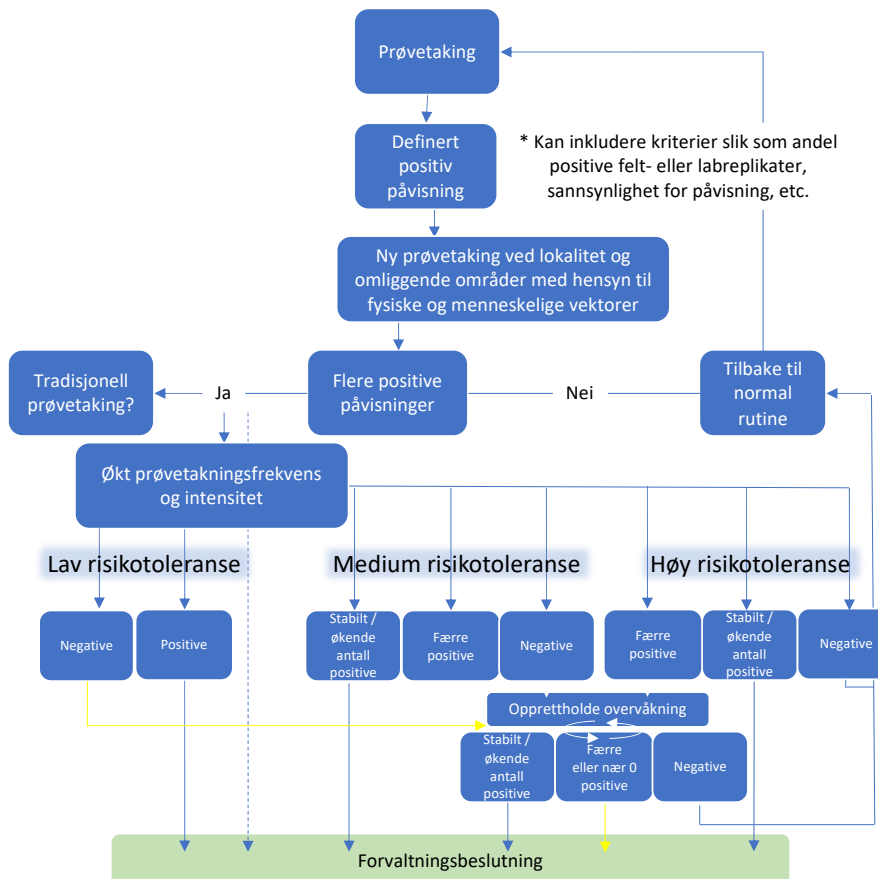 Prøvetaking
Definert
positiv
påvisning
* Kan inkludere kriterier slik som andel
positive felt- eller labreplikater,
sannsynlighet for påvisning, etc.
Ny prøvetaking ved lokalitet og
omliggende områder med hensyn til
fysiske og menneskelige vektorer
Tradisjonell
prøvetaking?
Ja
Flere positive
påvisninger
Nei
Tilbake til
normal
rutine
Økt prøvetakningsfrekvens
og intensitet
Lav risikotoleranse
Medium risikotoleranse
Høy risikotoleranse
Negative
Positive
Stabilt /
økende
antall
positive
Færre
positive
Negative
Færre
positive
Stabilt /
økende
antall
positive
Negative
Opprettholde overvåkning
Stabilt /
økende
antall
positive
Færre
eller nær 0
positive
Negative
Forvaltningsbeslutning